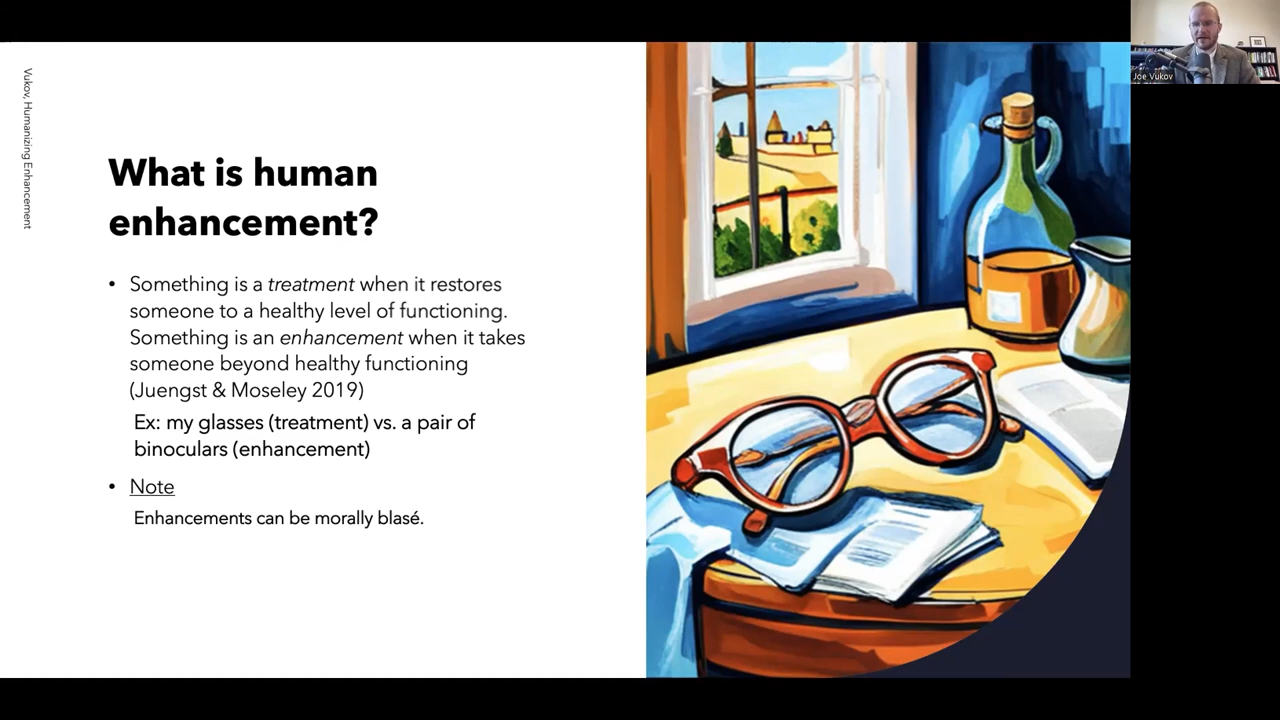 Vukov, Humanizing Enhancement
What is human
enhancement?
• Something is a treatment when it restores
someone to a healthy level of functioning.
Something is an enhancement when it takes
someone beyond healthy functioning
(Juengst & Moseley 2019)
Ex: my glasses (treatment) vs. a pair of
binoculars (enhancement)
• Note
Enhancements can be morally blasé.
Joe Vukov